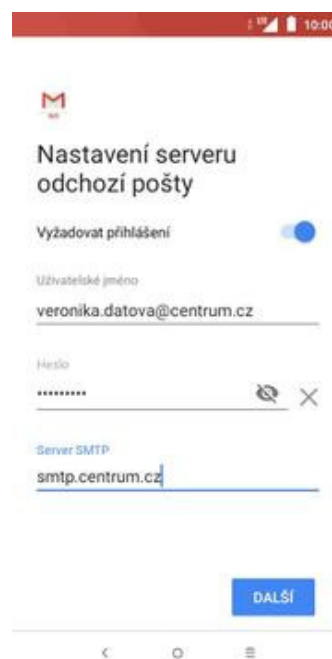 10:00
Nastavení serveru
odchozí pošty
Vyžadovat přihlášení
Uživatelské jméno
veronika.datova@centrum.cz
Heslo
•••••••••
Server SMTP
smtp.centrum.cz
DALŠÍ